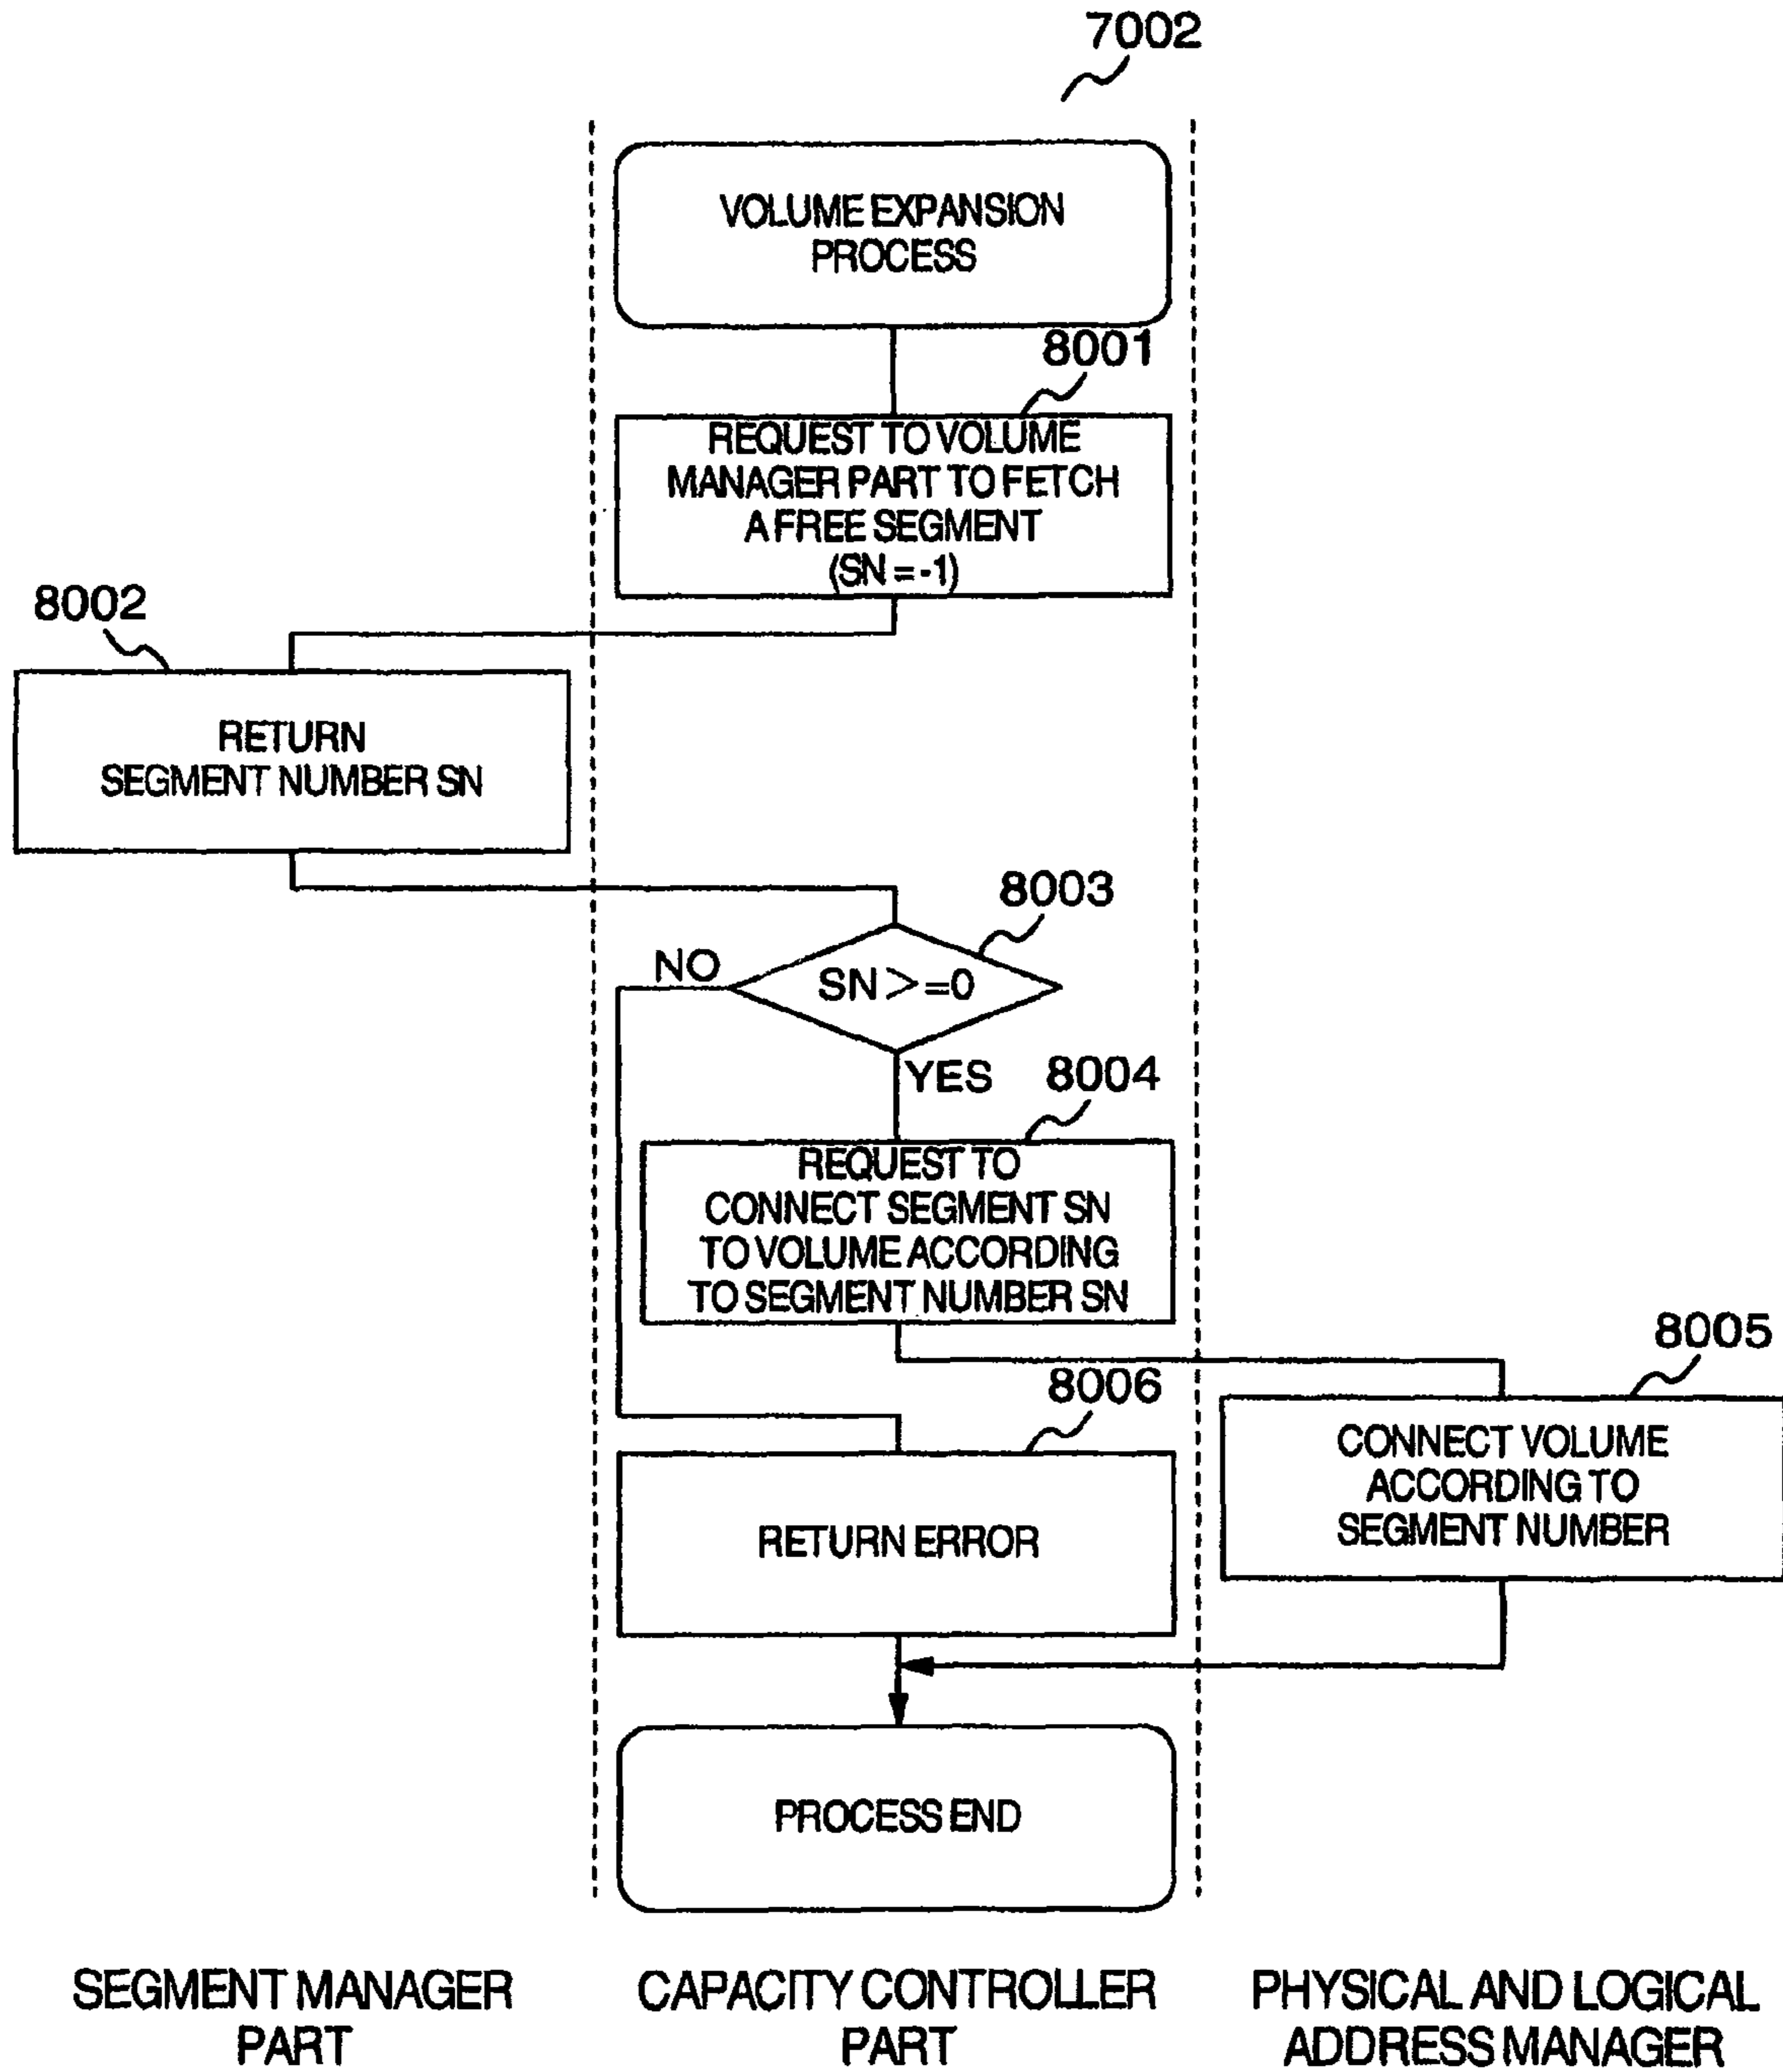 7002
VOLUME EXPANSION
PROCESS
8001
REQUEST TO VOLUME
MANAGER PART TO FETCH
A FREE SEGMENT
(SN = -1)
8002
RETURN
SEGMENT NUMBER SN
8003
NO
SN >=0
YES
8004
REQUEST TO
CONNECT SEGMENT SN
TO VOLUME ACCORDING
TO SEGMENT NUMBER SN
8005
8006
CONNECT VOLUME
ACCORDING TO
SEGMENT NUMBER
RETURN ERROR
PROCESS END
SEGMENT MANAGER
PART
CAPACITY CONTROLLER
PART
PHYSICAL AND LOGICAL
ADDRESS MANAGER